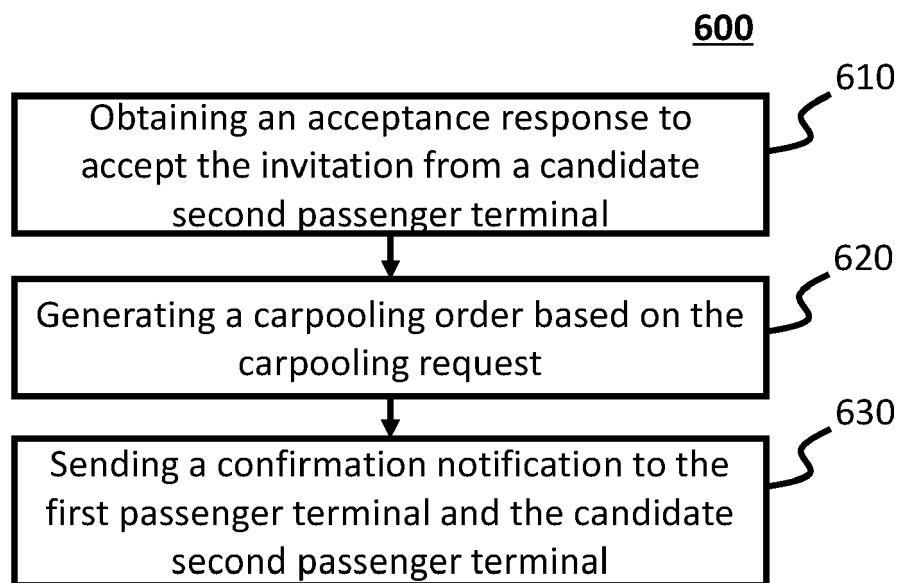 600
610
Obtaining an acceptance response to
accept the invitation from a candidate
second passenger terminal
620
Generating a carpooling order based on the
carpooling request
630
Sending a confirmation notification to the
first passenger terminal and the candidate
second passenger terminal